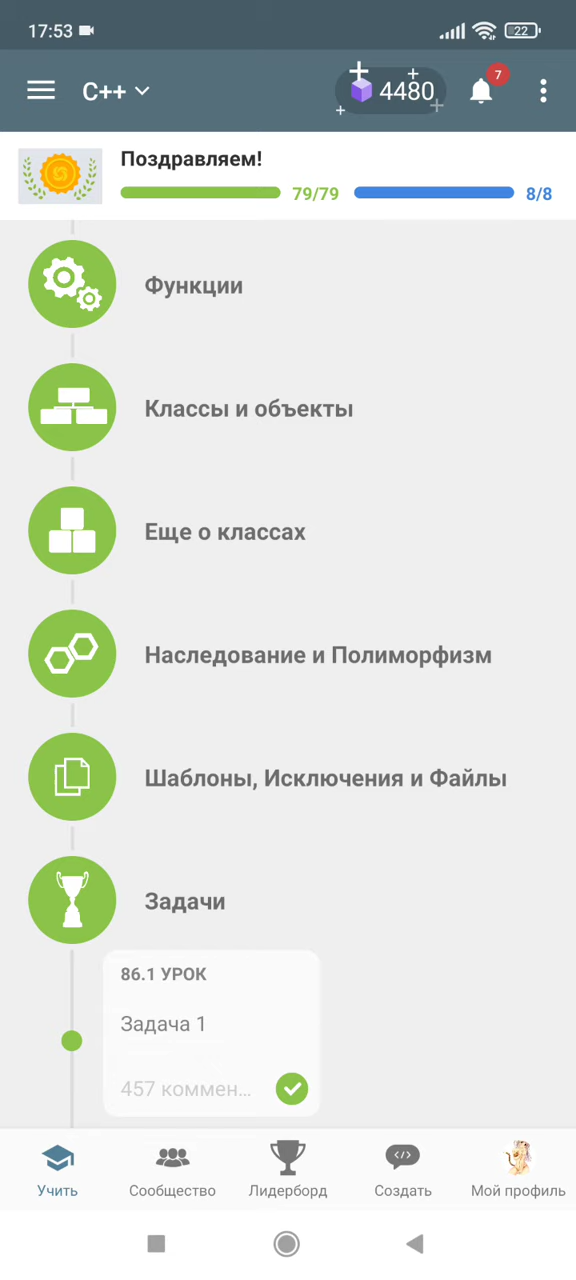 17:53
22
C++
4480
7
Поздравляем!
79/79
8/8
Функции
Классы и объекты
Еще о классах
Наследование и Полиморфизм
Шаблоны, Исключения и Файлы
Задачи
86.1 УРОК
Задача 1
457 коммен...
</>
Учить
Сообщество
Лидерборд
Создать
Мой профиль